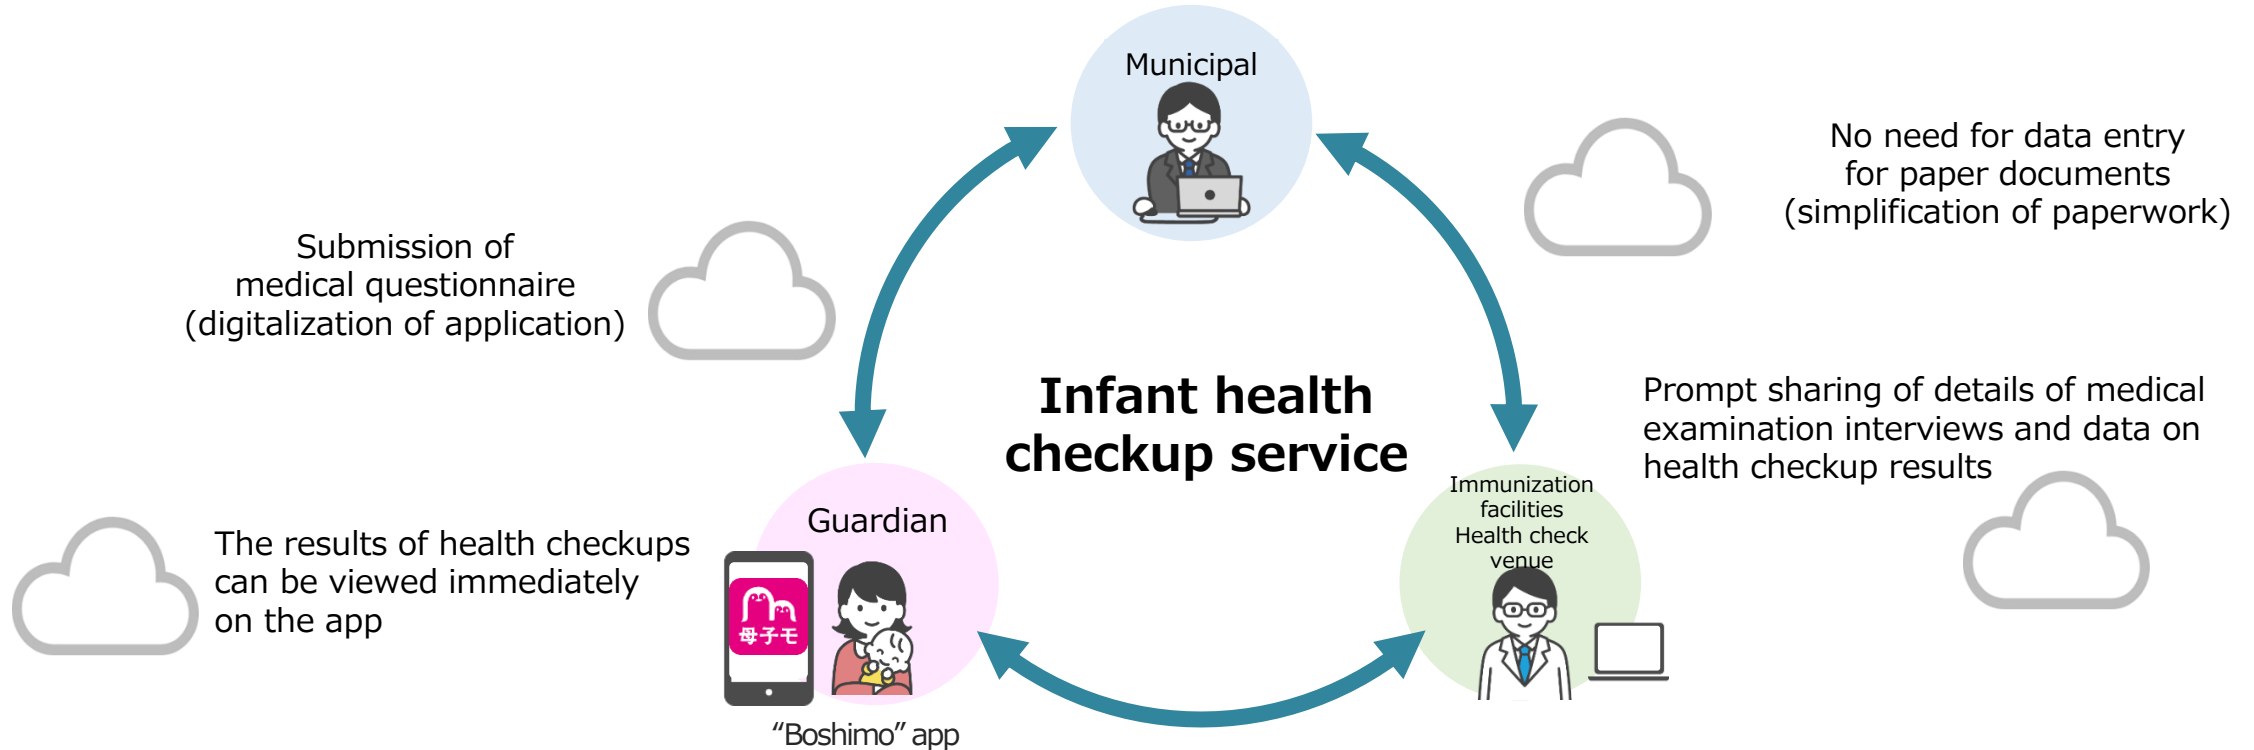 Municipal
No need for data entry
for paper documents
(simplification of paperwork)
Submission of
medical questionnaire
(digitalization of application)
Infant health
checkup service
Prompt sharing of details of medical
examination interviews and data on
health checkup results
Immunization
facilities
Health check
venue
Guardian
The results of health checkups
can be viewed immediately
on the app
母子モ
“Boshimo” app